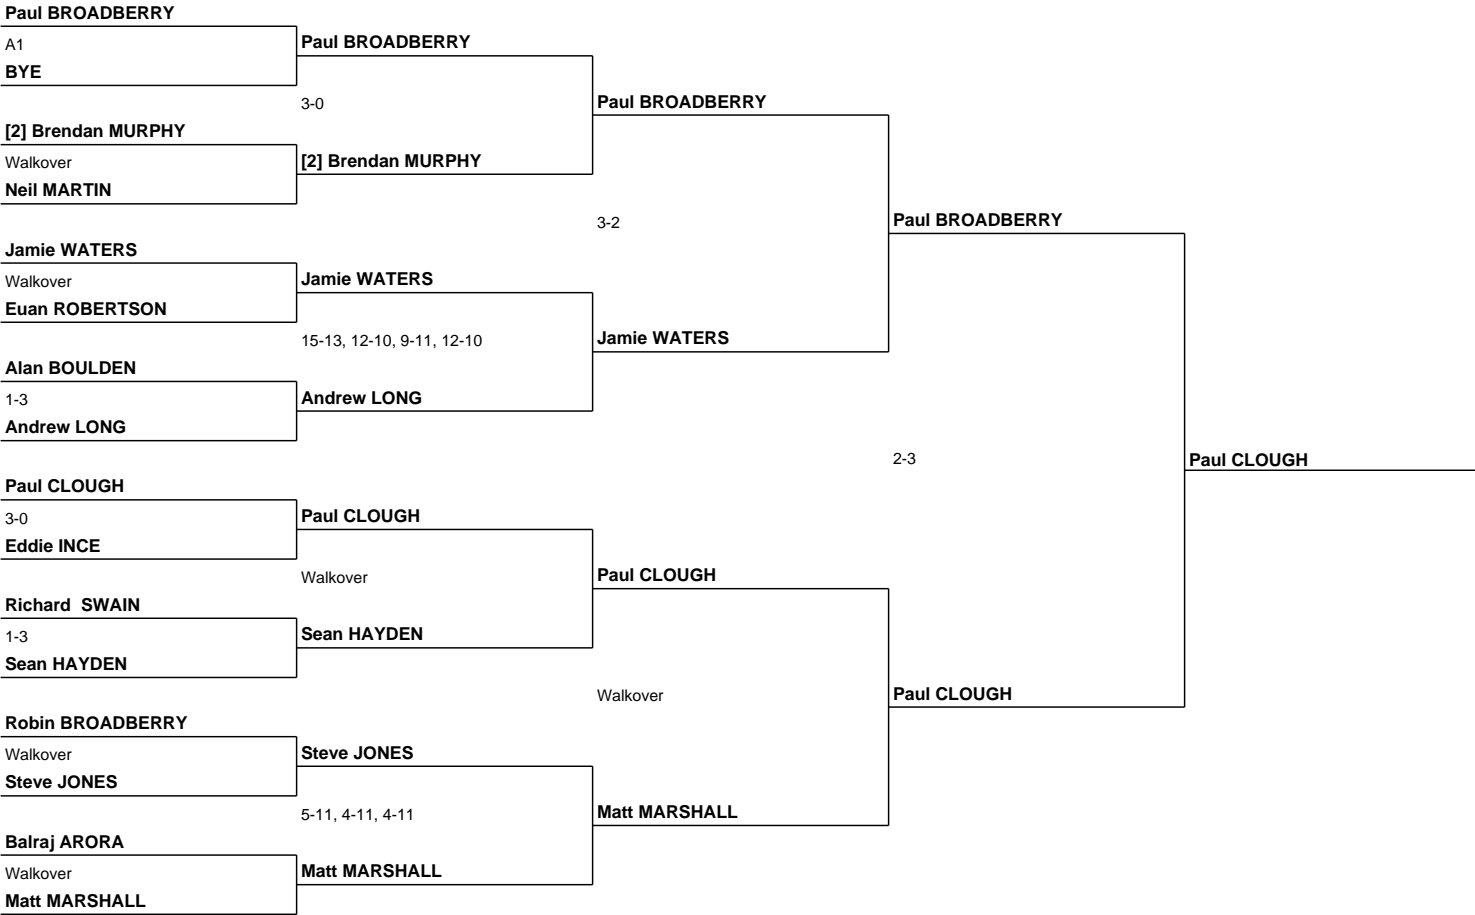 Paul BROADBERRY
A1
BYE
[2] Brendan MURPHY
Walkover
Neil MARTIN
Jamie WATERS
Walkover
Euan ROBERTSON
Alan BOULDEN
1-3
Andrew LONG
Paul CLOUGH
3-0
Eddie INCE
Richard  SWAIN
1-3
Sean HAYDEN
Robin BROADBERRY
Walkover
Steve JONES
Balraj ARORA
Walkover
Matt MARSHALL
Paul BROADBERRY
3-0
[2] Brendan MURPHY
Jamie WATERS
15-13, 12-10, 9-11, 12-10
Andrew LONG
Paul CLOUGH
Walkover
Sean HAYDEN
Steve JONES
5-11, 4-11, 4-11
Matt MARSHALL
Paul BROADBERRY
3-2
Jamie WATERS
Paul CLOUGH
Walkover
Matt MARSHALL
Paul BROADBERRY
2-3
Paul CLOUGH
Paul CLOUGH